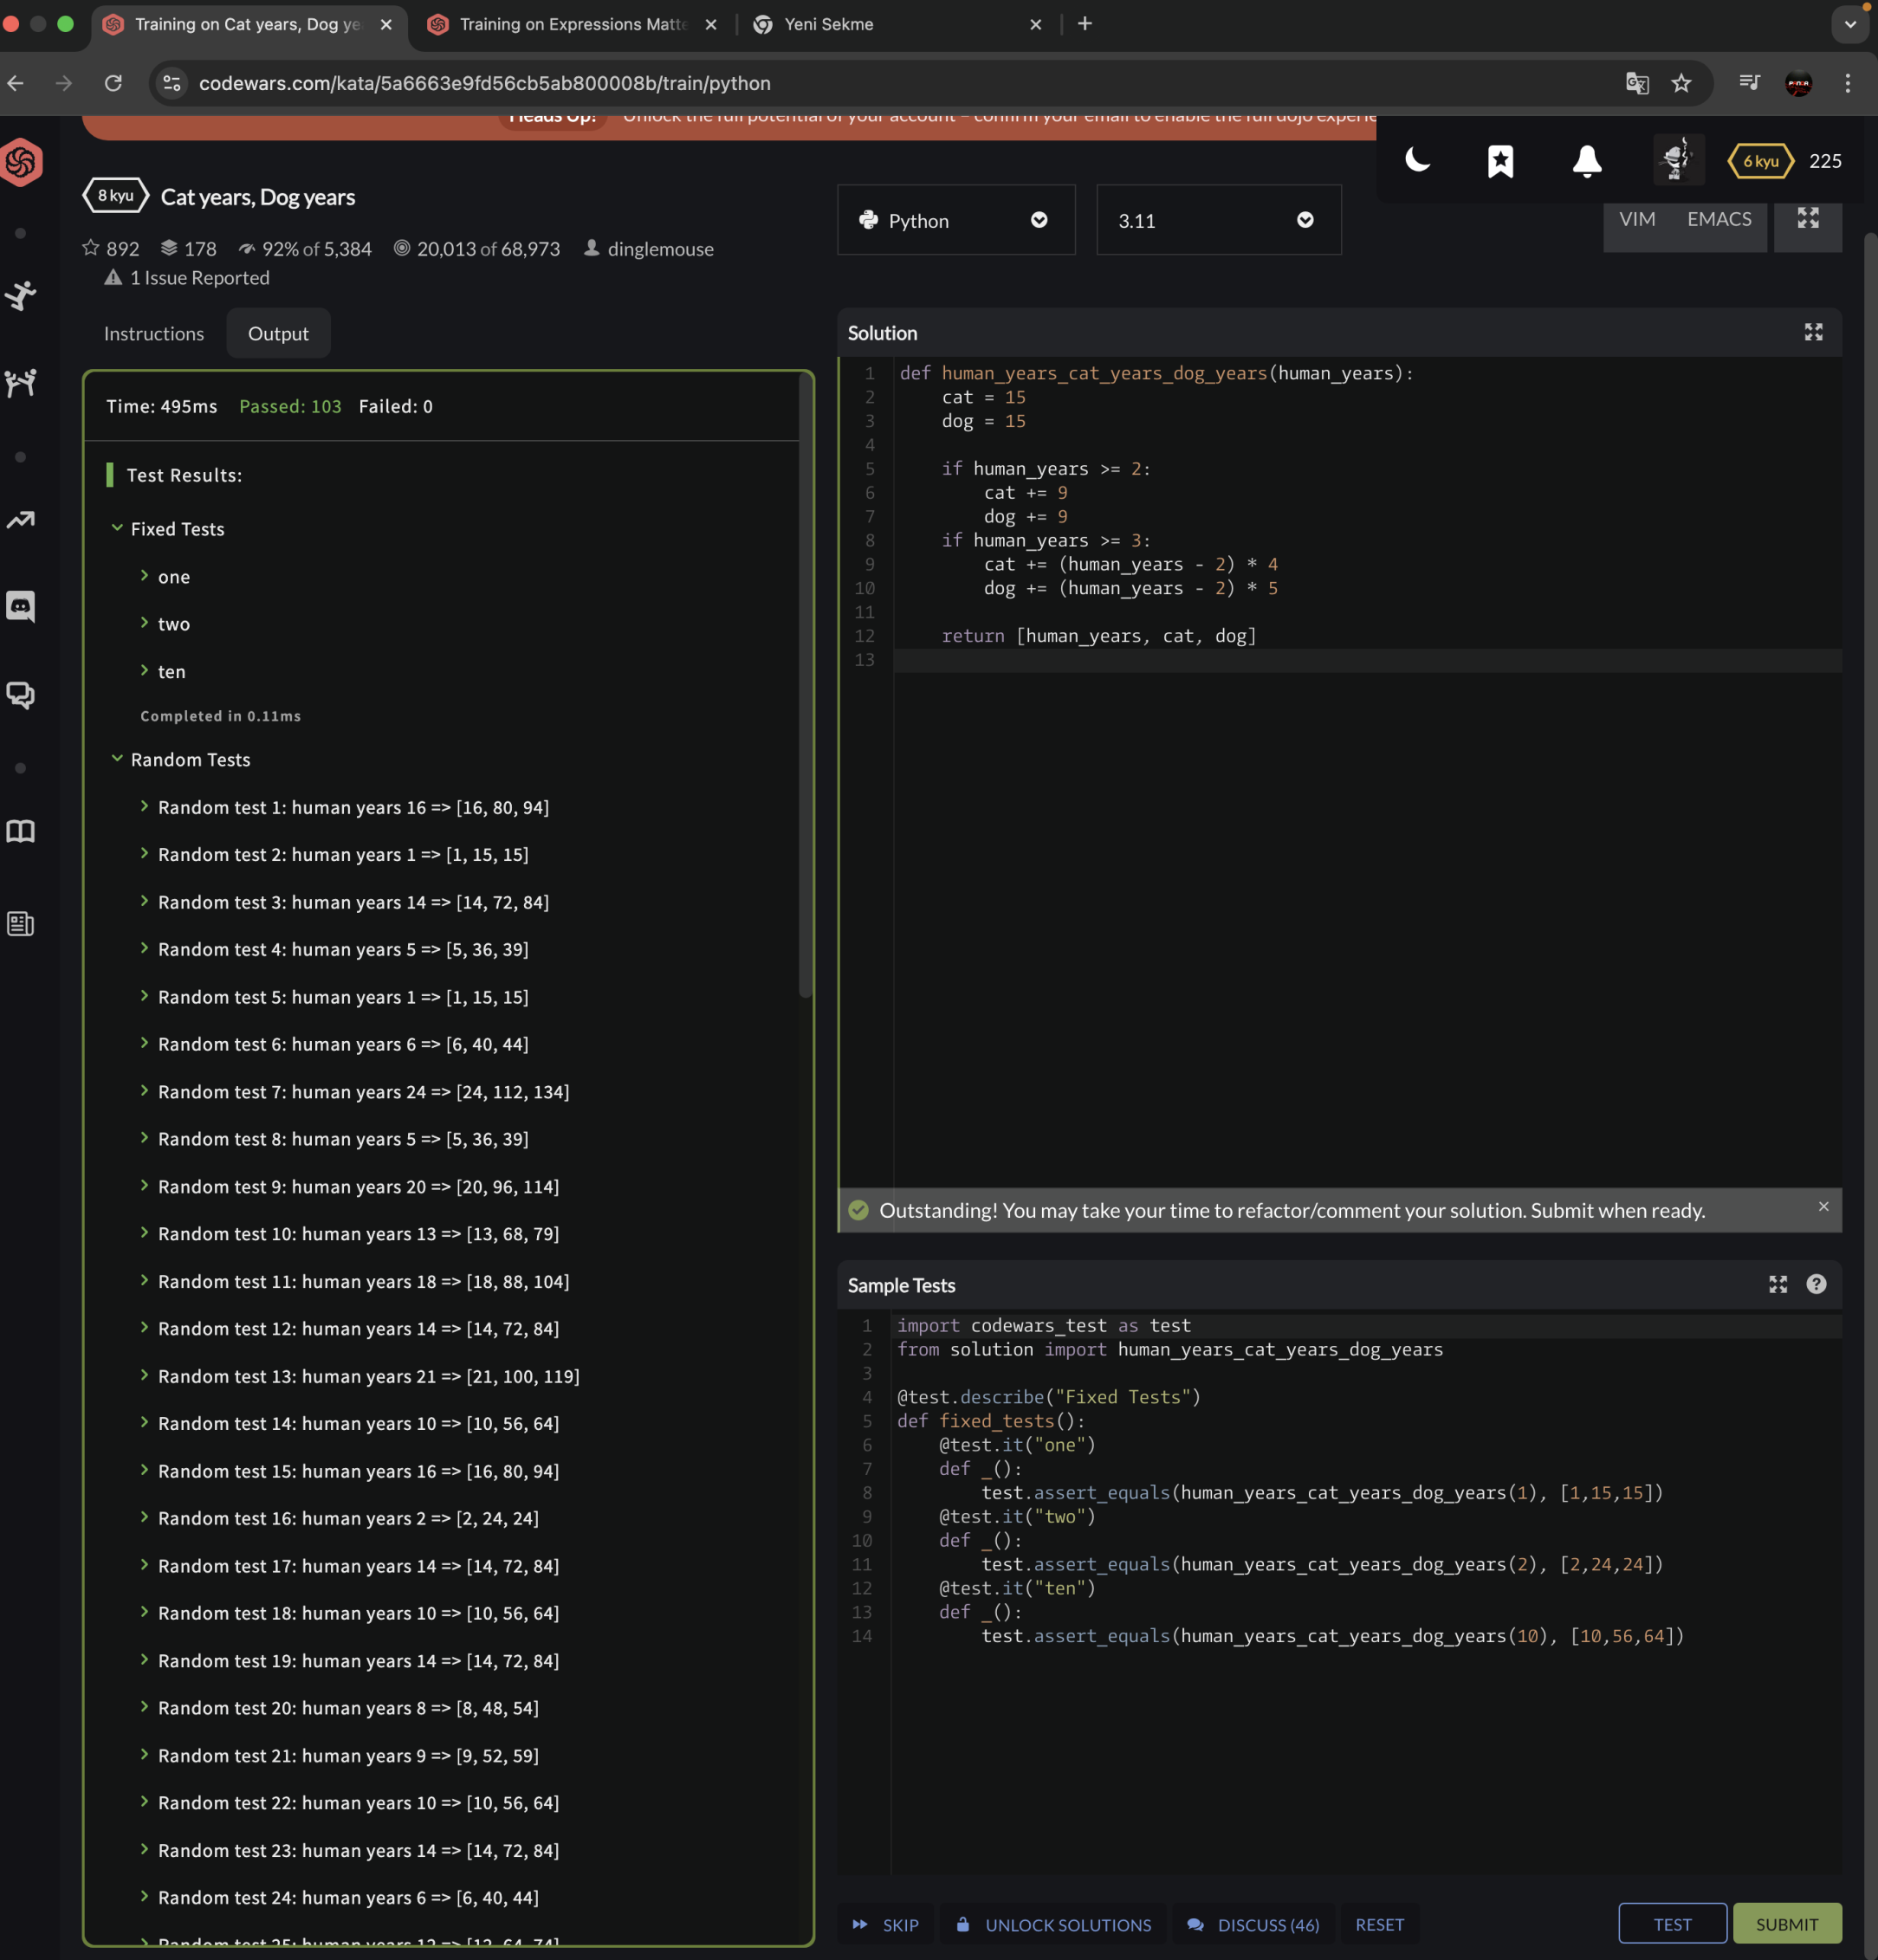 Training on Cat years, Dog ye
Training on Expressions Matte
Yeni Sekme
codewars.com/kata/5a6663e9fd56cb5ab800008b/train/python
Heads Up! Unlock the full potential of your account – confirm your email to enable the full dojo experie
6 kyu 225
8 kyu Cat years, Dog years
892 178 92% of 5,384 20,013 of 68,973 dinglemouse
1 Issue Reported
Python
3.11
VIM EMACS
Instructions Output
Time: 495ms Passed: 103 Failed: 0
Test Results:
Fixed Tests
one
two
ten
Completed in 0.11ms
Random Tests
Random test 1: human years 16 => [16, 80, 94]
Random test 2: human years 1 => [1, 15, 15]
Random test 3: human years 14 => [14, 72, 84]
Random test 4: human years 5 => [5, 36, 39]
Random test 5: human years 1 => [1, 15, 15]
Random test 6: human years 6 => [6, 40, 44]
Random test 7: human years 24 => [24, 112, 134]
Random test 8: human years 5 => [5, 36, 39]
Random test 9: human years 20 => [20, 96, 114]
Random test 10: human years 13 => [13, 68, 79]
Random test 11: human years 18 => [18, 88, 104]
Random test 12: human years 14 => [14, 72, 84]
Random test 13: human years 21 => [21, 100, 119]
Random test 14: human years 10 => [10, 56, 64]
Random test 15: human years 16 => [16, 80, 94]
Random test 16: human years 2 => [2, 24, 24]
Random test 17: human years 14 => [14, 72, 84]
Random test 18: human years 10 => [10, 56, 64]
Random test 19: human years 14 => [14, 72, 84]
Random test 20: human years 8 => [8, 48, 54]
Random test 21: human years 9 => [9, 52, 59]
Random test 22: human years 10 => [10, 56, 64]
Random test 23: human years 14 => [14, 72, 84]
Random test 24: human years 6 => [6, 40, 44]
Random test 25: human years 12 => [12, 64, 74]
Solution
1 def human_years_cat_years_dog_years(human_years):
2 cat = 15
3 dog = 15
4
5 if human_years >= 2:
6 cat += 9
7 dog += 9
8 if human_years >= 3:
9 cat += (human_years - 2) * 4
10 dog += (human_years - 2) * 5
11
12 return [human_years, cat, dog]
13
Outstanding! You may take your time to refactor/comment your solution. Submit when ready.
Sample Tests
1 import codewars_test as test
2 from solution import human_years_cat_years_dog_years
3
4 @test.describe("Fixed Tests")
5 def fixed_tests():
6 @test.it("one")
7 def _():
8 test.assert_equals(human_years_cat_years_dog_years(1), [1,15,15])
9 @test.it("two")
10 def _():
11 test.assert_equals(human_years_cat_years_dog_years(2), [2,24,24])
12 @test.it("ten")
13 def _():
14 test.assert_equals(human_years_cat_years_dog_years(10), [10,56,64])
SKIP UNLOCK SOLUTIONS DISCUSS (46) RESET TEST SUBMIT